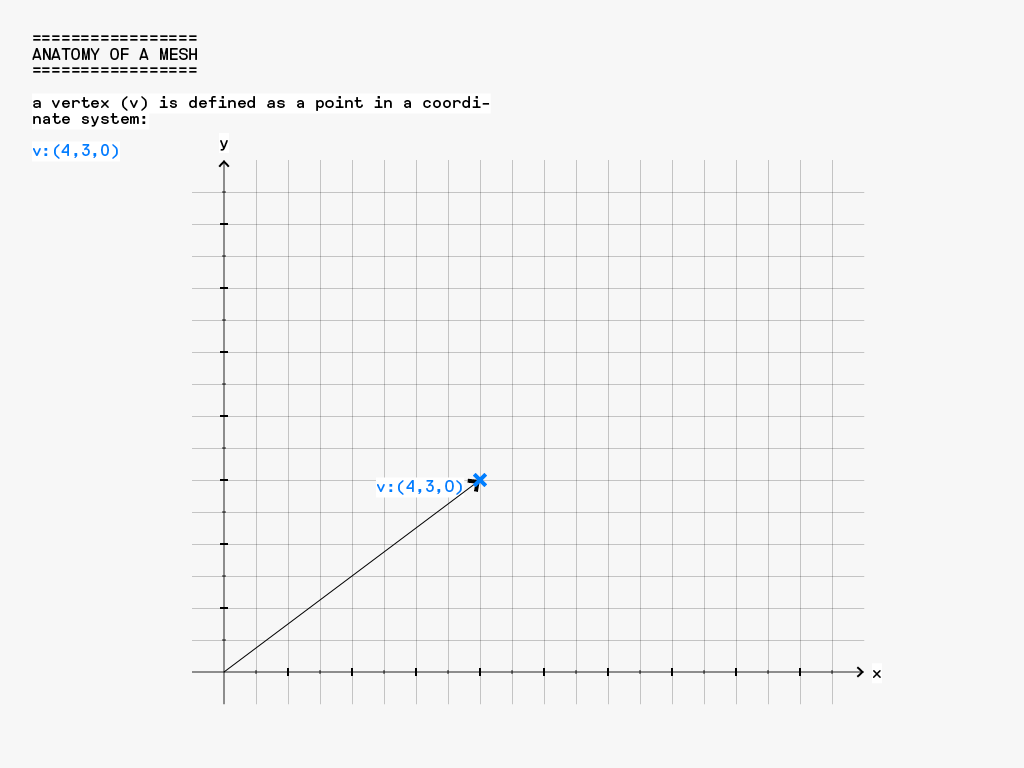 =================
ANATOMY OF A MESH
=================
a vertex (v) is defined as a point in a coordi-
nate system:
y
v:(4,3,0)
v:(4,3,0)
x